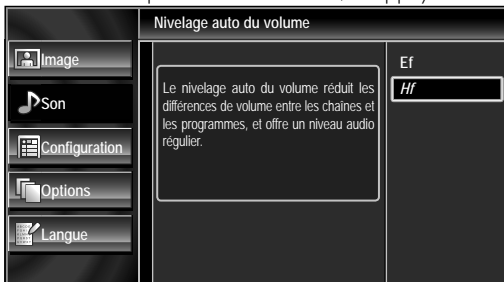 Nivelage auto du volume
Image
Son
Configuration
Options
Langue
Le nivelage auto du volume réduit les
différences de volume entre les chaînes et
les programmes, et offre un niveau audio
régulier.
Ef
Hf